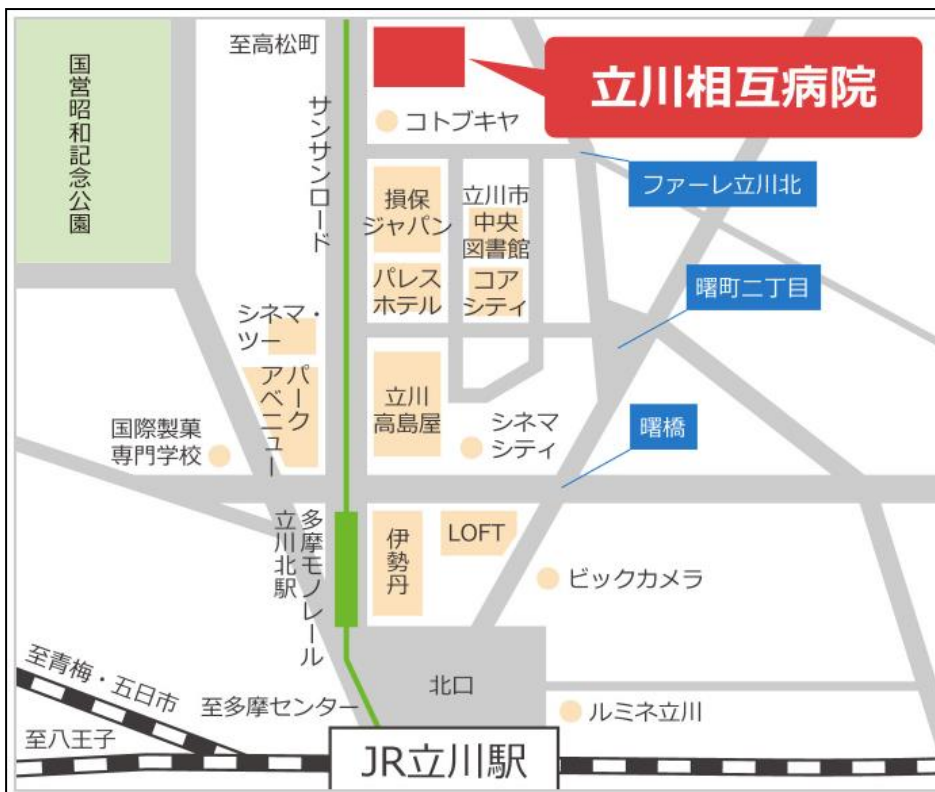 国営昭和記念公園
至高松町
サンサンロード
立川相互病院
コトブキヤ
ファーレ立川北
損保
ジャパン
立川市
中央
図書館
パレス
ホテル
コア
シティ
曙町二丁目
シネマ・
ツー
パーク
アベニュー
立川
高島屋
シネマ
シティ
曙橋
国際製菓
専門学校
多摩モノレール
立川北駅
伊勢丹
LOFT
ビックカメラ
北口
至青梅・五日市
至多摩センター
ルミネ立川
至八王子
JR立川駅